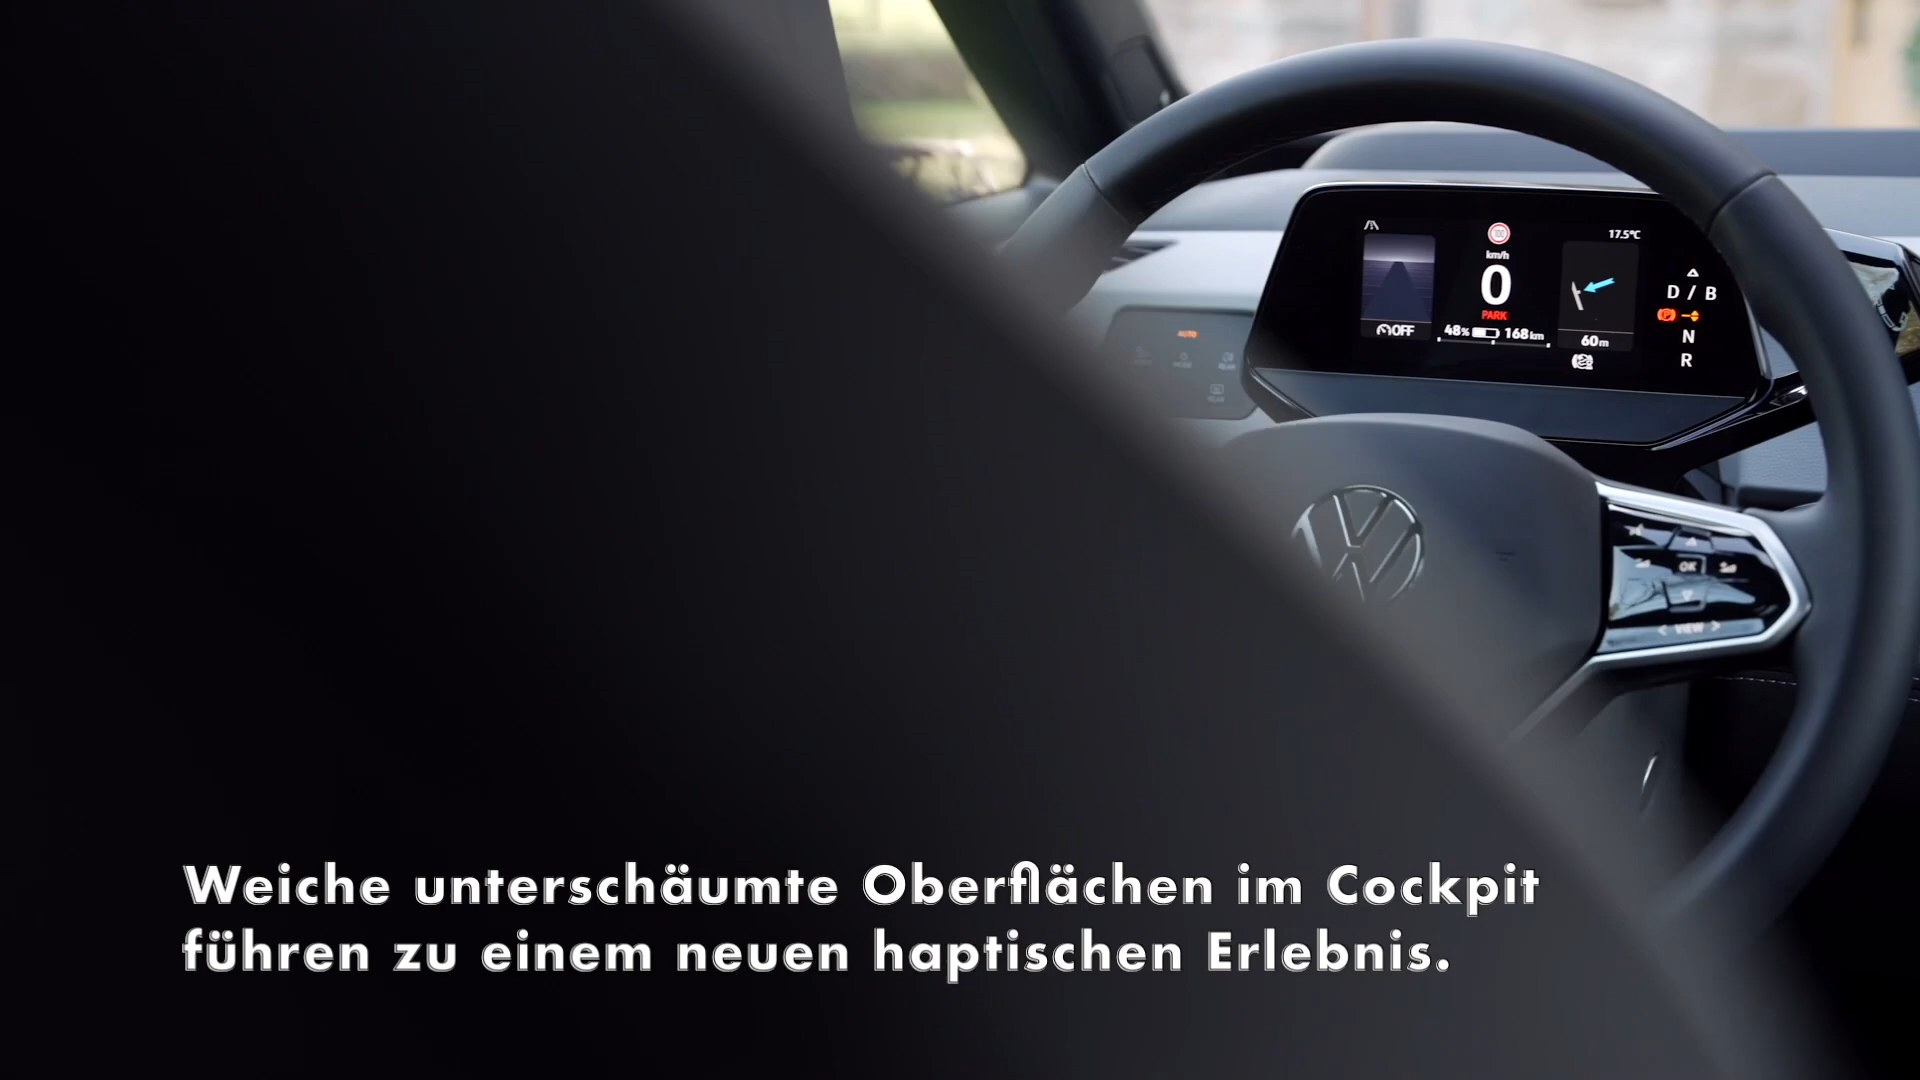 17.5°C
km/h
0
PARK
OFF
48% 168 km
60 m
D / B
N
R
AUTO
OK
< VIEW >
Weiche unterschäumte Oberflächen im Cockpit
führen zu einem neuen haptischen Erlebnis.